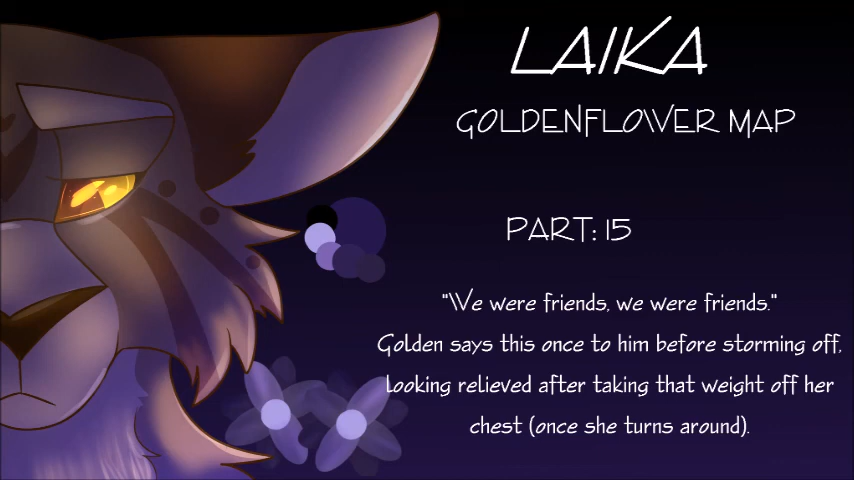 LAIKA
GOLDENFLOWER MAP
PART: 15
"We were friends, we were friends."
Golden says this once to him before storming off,
looking relieved after taking that weight off her
chest (once she turns around).